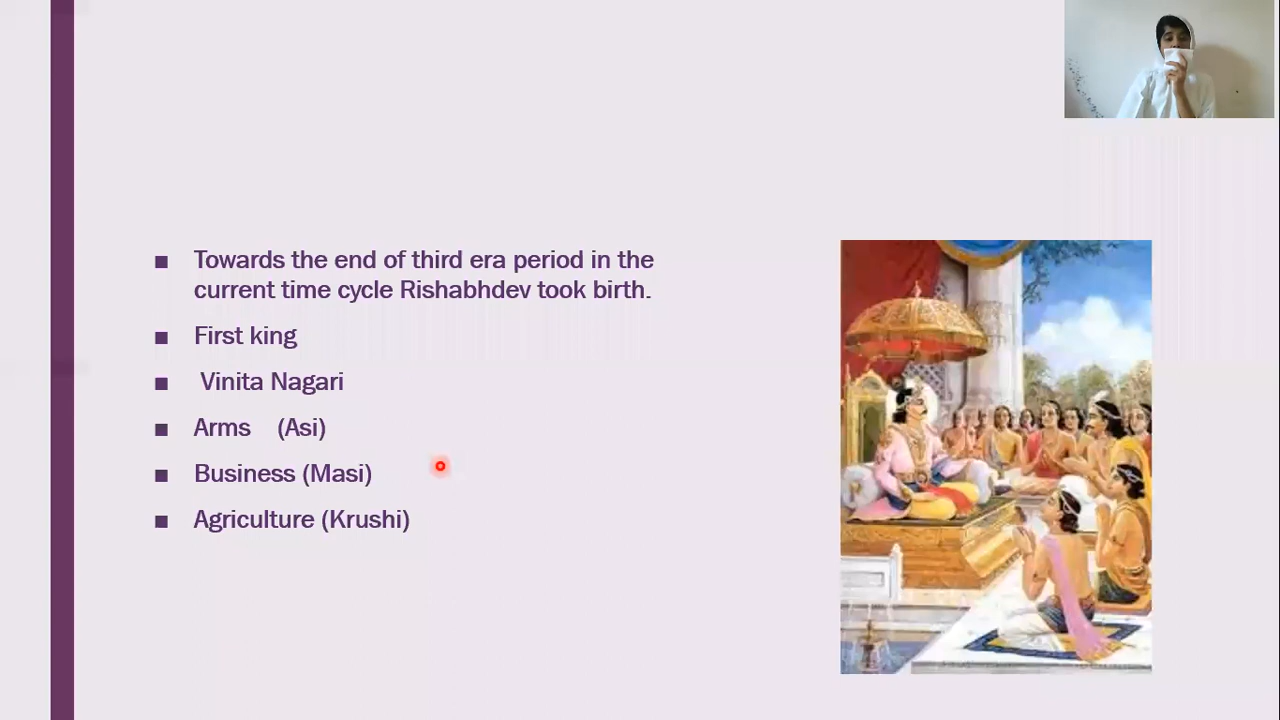 ■ Towards the end of third era period in the
current time cycle Rishabhdev took birth.
■ First king
■ Vinita Nagari
■ Arms (Asi)
■ Business (Masi)
■ Agriculture (Krushi)